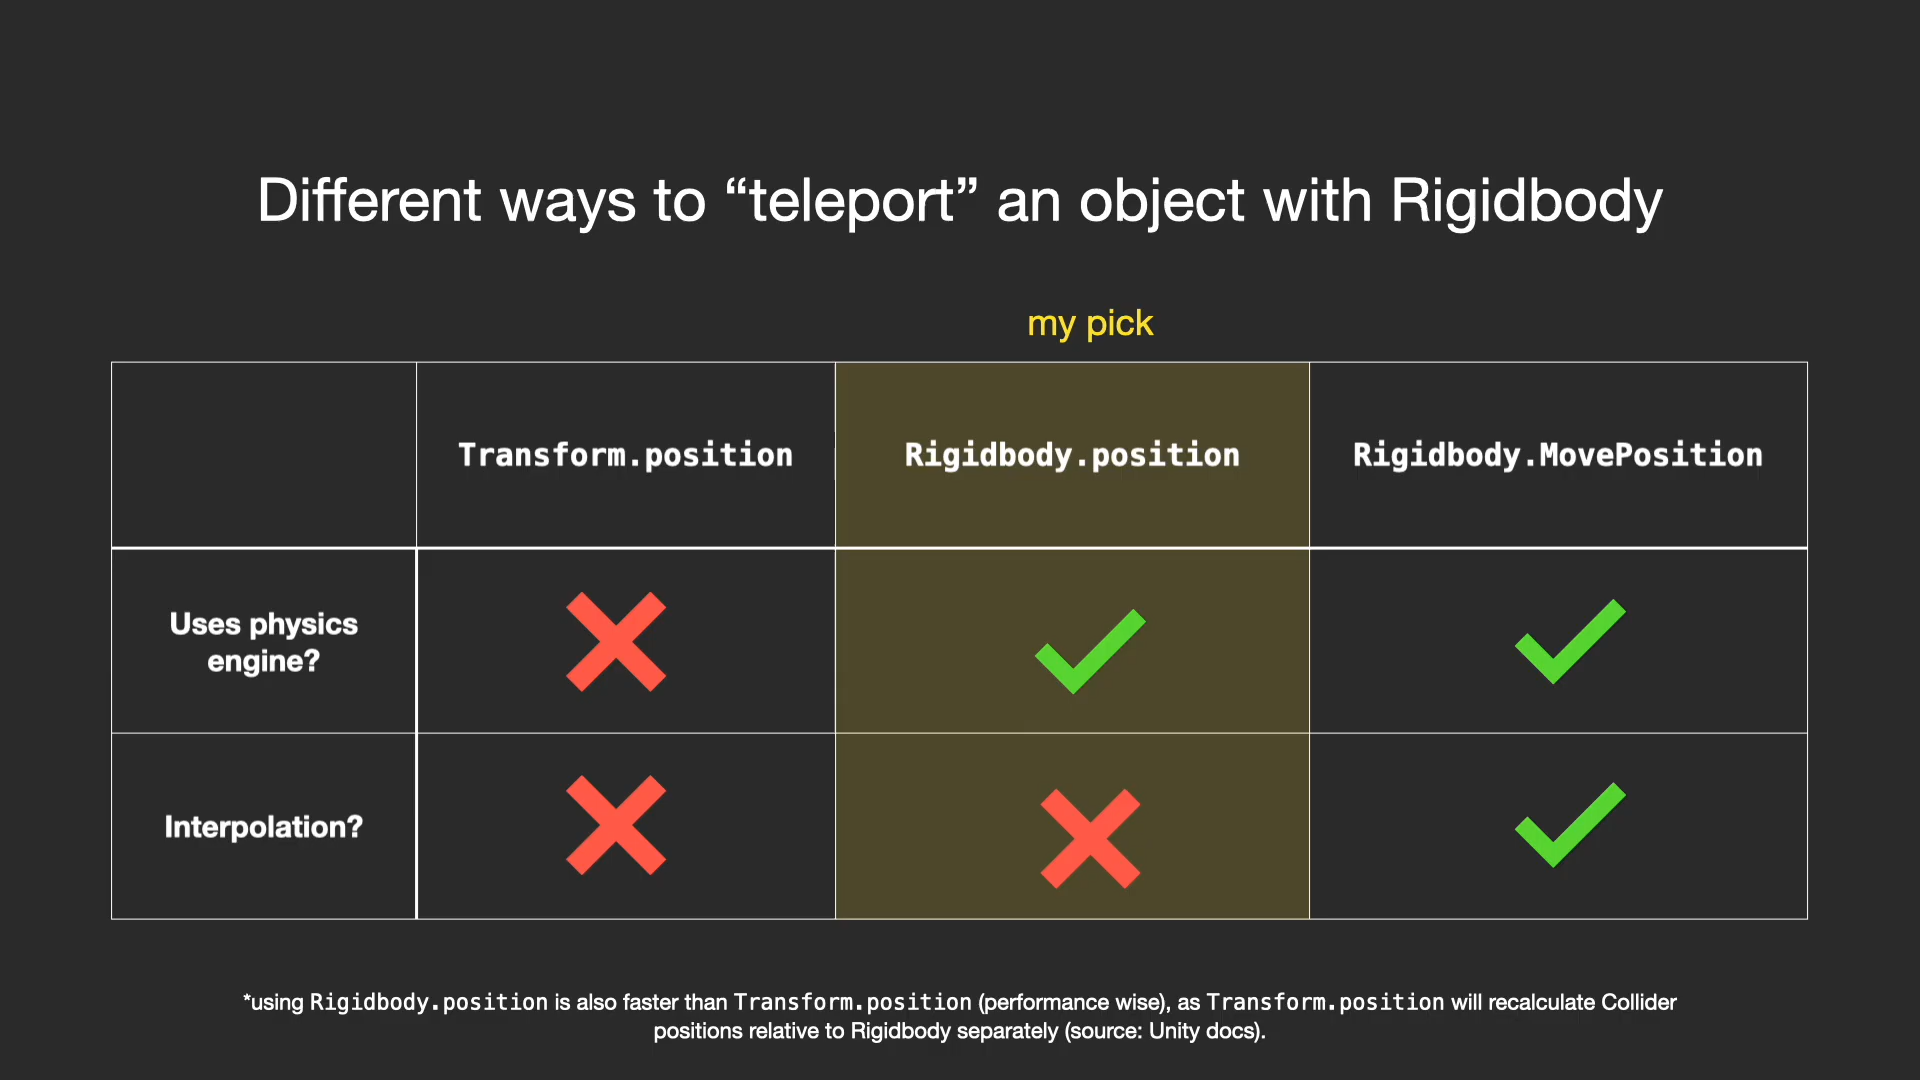 Different ways to “teleport” an object with Rigidbody
my pick
Transform.position
Rigidbody.position
Rigidbody.MovePosition
Uses physics
engine?
Interpolation?
*using Rigidbody.position is also faster than Transform.position (performance wise), as Transform.position will recalculate Collider
positions relative to Rigidbody separately (source: Unity docs).